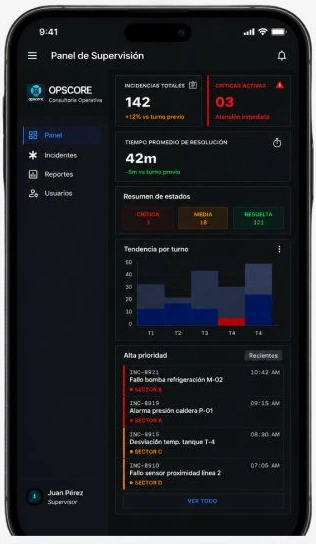 9:41
Panel de Supervisión
OPSCORE
OPSCORE
Consultoría Operativa
Panel
Incidentes
Reportes
Usuarios
INCIDENCIAS TOTALES
142
+12% vs turno previo
CRÍTICAS ACTIVAS
03
Atención inmediata
TIEMPO PROMEDIO DE RESOLUCIÓN
42m
-5m vs turno previo
Resumen de estados
CRÍTICA
3
MEDIA
18
RESUELTA
121
Tendencia por turno
50
40
30
20
10
0
T1
T2
T3
T4
T4
Alta prioridad
Recientes
INC-8921
10:42 AM
Fallo bomba refrigeración M-02
INC-8919
09:15 AM
Alarma presión caldera P-01
INC-8915
08:30 AM
Desviación temp. tanque T-4
SECTOR C
INC-8910
07:05 AM
Fallo sensor proximidad línea 2
SECTOR D
VER TODO
Juan Pérez
Supervisor